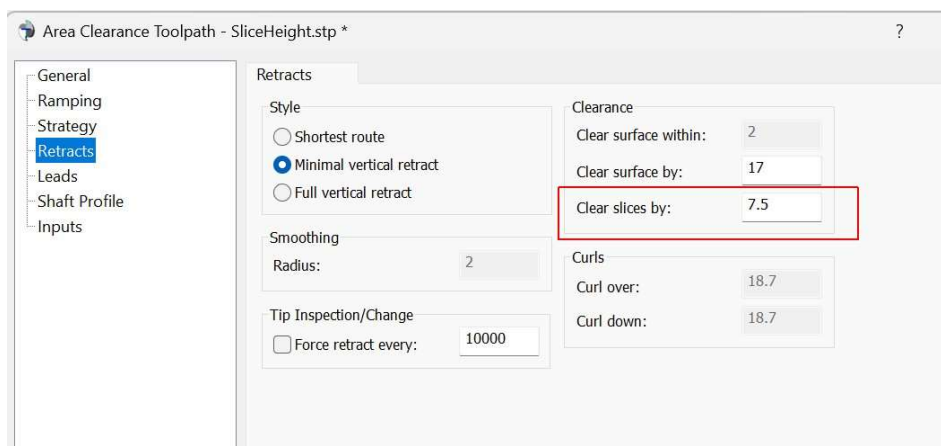 Area Clearance Toolpath - SliceHeight.stp *
?
General
Ramping
Strategy
Retracts
Leads
Shaft Profile
Inputs
Retracts
Style
Shortest route
Minimal vertical retract
Full vertical retract
Smoothing
Radius: 2
Tip Inspection/Change
Force retract every: 10000
Clearance
Clear surface within: 2
Clear surface by: 17
Clear slices by: 7.5
Curls
Curl over: 18.7
Curl down: 18.7